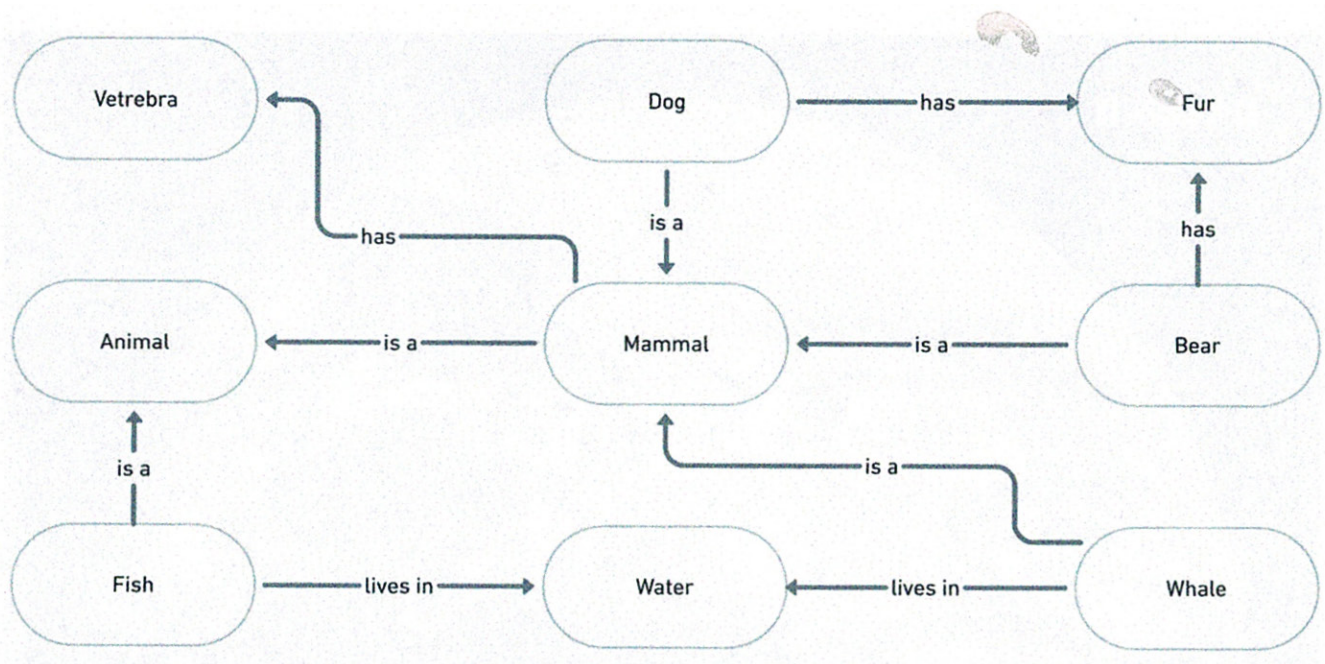 Vetrebra
Dog
has
Fur
is a
has
has
Animal
is a
Mammal
is a
Bear
is a
is a
Fish
lives in
Water
lives in
Whale